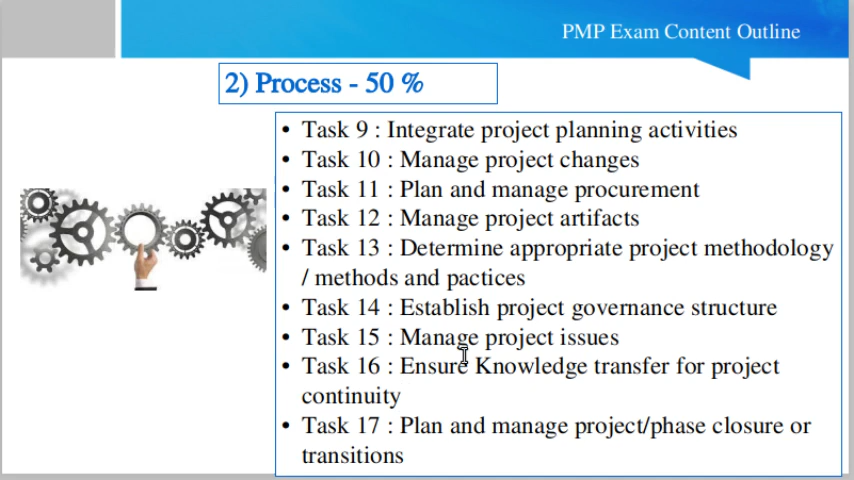 PMP Exam Content Outline
2) Process - 50 %
• Task 9 : Integrate project planning activities
• Task 10 : Manage project changes
• Task 11 : Plan and manage procurement
• Task 12 : Manage project artifacts
• Task 13 : Determine appropriate project methodology
/ methods and pactices
• Task 14 : Establish project governance structure
• Task 15 : Manage project issues
• Task 16 : Ensure Knowledge transfer for project
continuity
• Task 17 : Plan and manage project/phase closure or
transitions